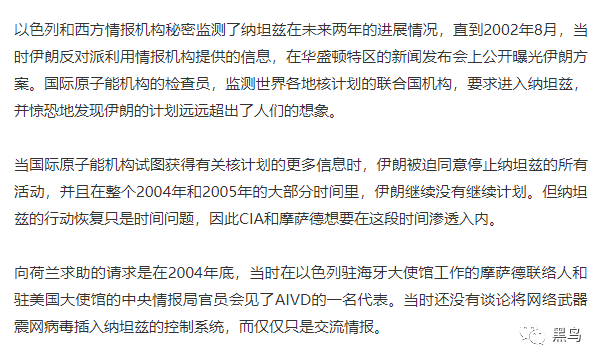 以色列和西方情报机构秘密监测了纳坦兹在未来两年的进展情况，直到2002年8月，当
时伊朗反对派利用情报机构提供的信息，在华盛顿特区的新闻发布会上公开曝光伊朗方
案。国际原子能机构的检查员，监测世界各地核计划的联合国机构，要求进入纳坦兹，
并惊恐地发现伊朗的计划远远超出了人们的想象。
当国际原子能机构试图获得有关核计划的更多信息时，伊朗被迫同意停止纳坦兹的所有
活动，并且在整个2004年和2005年的大部分时间里，伊朗继续没有继续计划。但纳坦
兹的行动恢复只是时间问题，因此CIA和摩萨德想要在这段时间渗透入内。
向荷兰求助的请求是在2004年底，当时在以色列驻海牙大使馆工作的摩萨德联络人和
驻美国大使馆的中央情报局官员会见了AIVD的一名代表。当时还没有谈论将网络武器
震网病毒插入纳坦兹的控制系统，而仅仅只是交流情报。
黑鸟